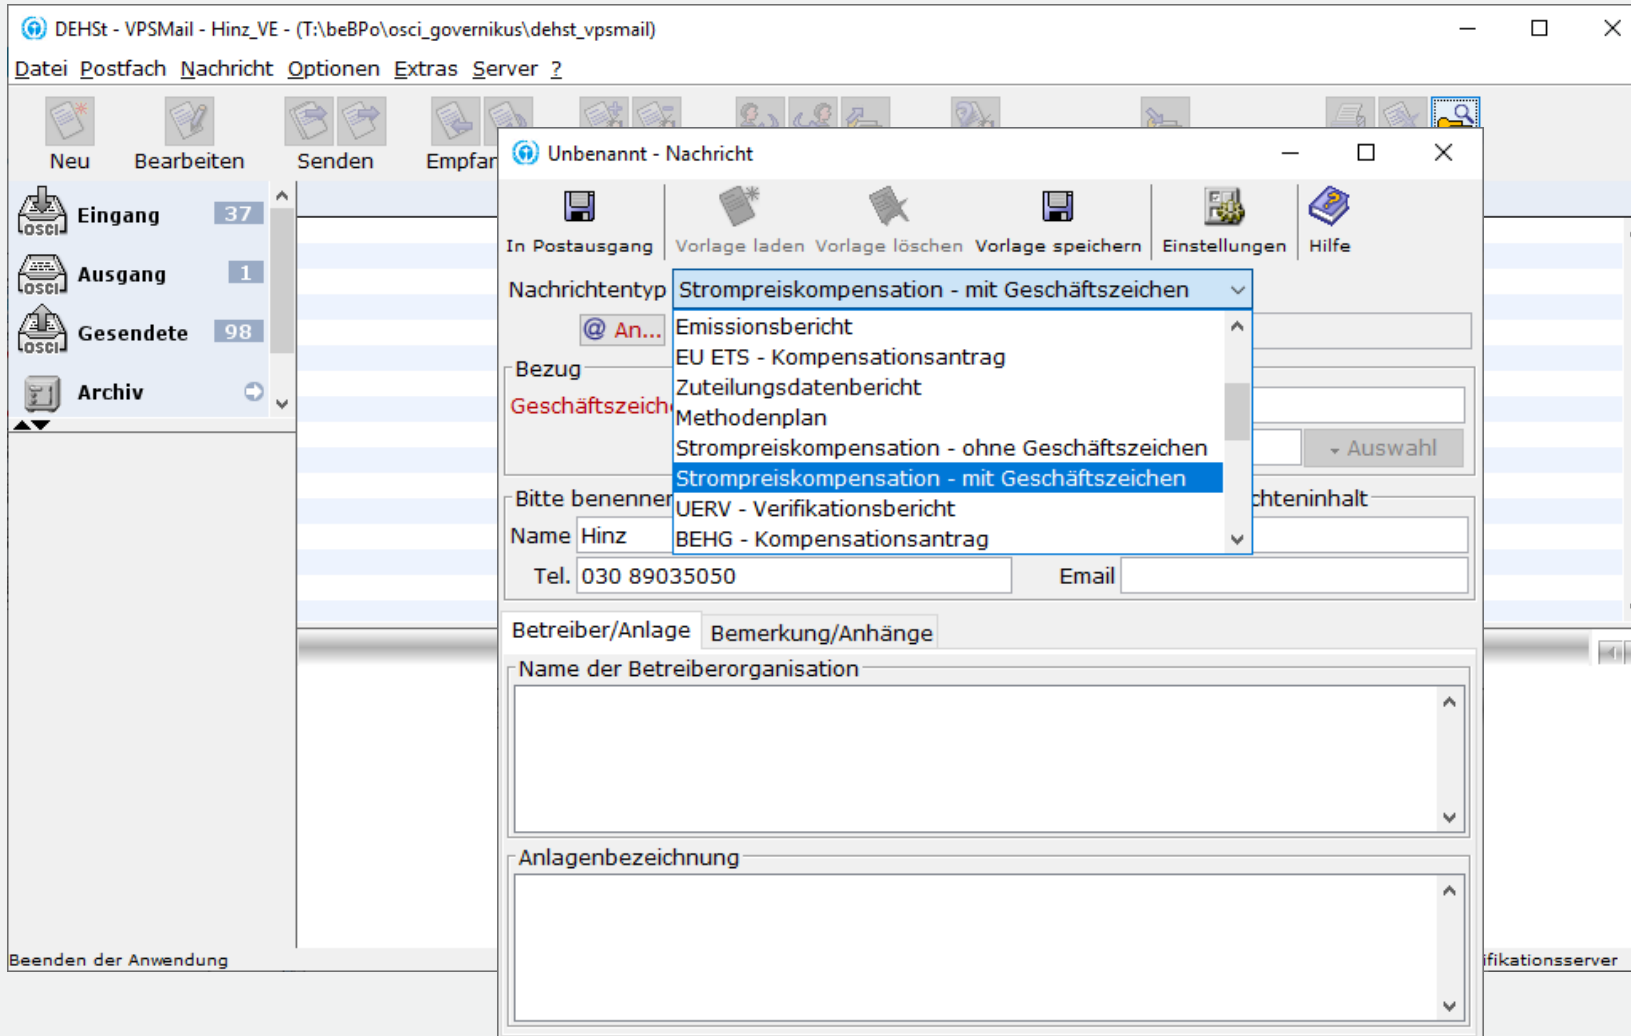 DEHSt - VPSMail - Hinz_VE - (T:\beBPo\osci_governikus\dehst_vpsmail)
Datei Postfach Nachricht Optionen Extras Server ?
Neu Bearbeiten Senden Empfan
Unbenannt - Nachricht
In Postausgang Vorlage laden Vorlage löschen Vorlage speichern Einstellungen Hilfe
OSCI Eingang 37
OSCI Ausgang 1
OSCI Gesendete 98
Archiv
Nachrichtentyp Strompreiskompensation - mit Geschäftszeichen
@ An...
Emissionsbericht
EU ETS - Kompensationsantrag
Zuteilungsdatenbericht
Methodenplan
Strompreiskompensation - ohne Geschäftszeichen
Strompreiskompensation - mit Geschäftszeichen
UERV - Verifikationsbericht
BEHG - Kompensationsantrag
Bezug
Geschäftszeich
Auswahl
Bitte benenner chteninhalt
Name Hinz
Tel. 030 89035050 Email
Betreiber/Anlage Bemerkung/Anhänge
Name der Betreiberorganisation
Anlagenbezeichnung
Beenden der Anwendung ifikationsserver